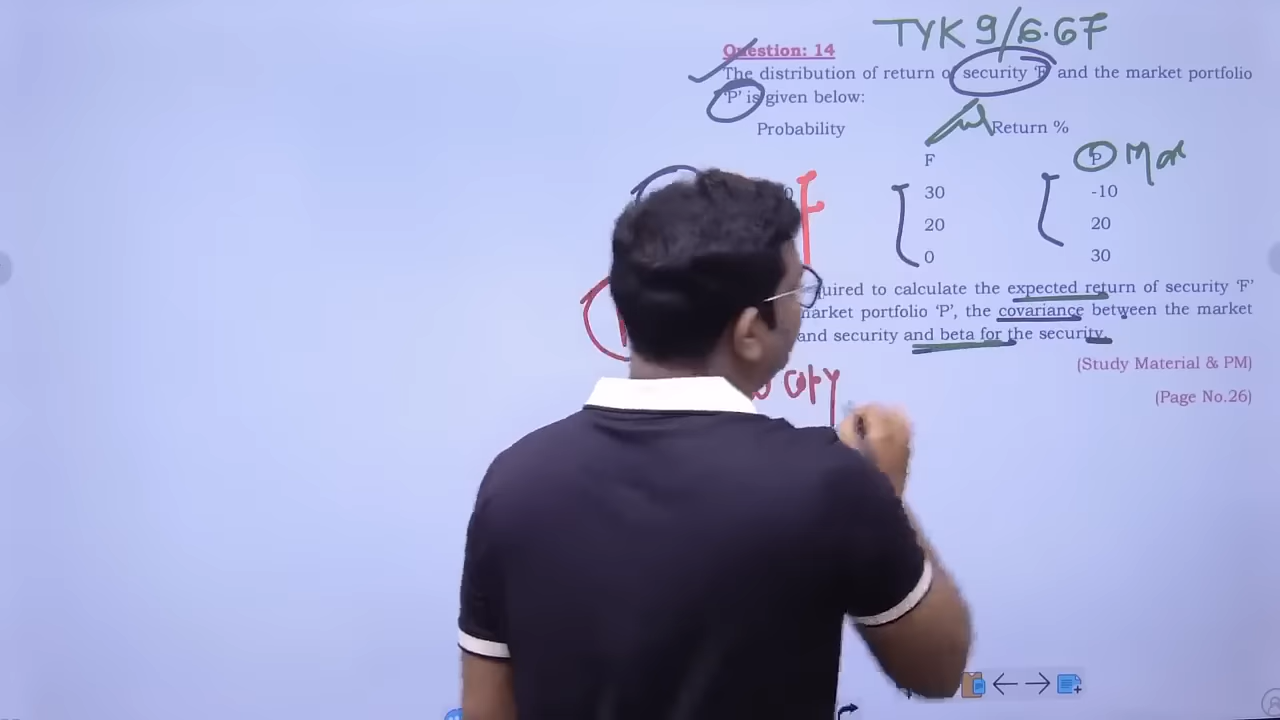 TYK 9/6.67
Question: 14
The distribution of return of security 'F' and the market portfolio
'P' is given below:
Probability Return %
F P Mar
30 -10
20 20
0 30
quired to calculate the expected return of security 'F'
market portfolio 'P', the covariance between the market
and security and beta for the security.
(Study Material & PM)
copy
(Page No.26)